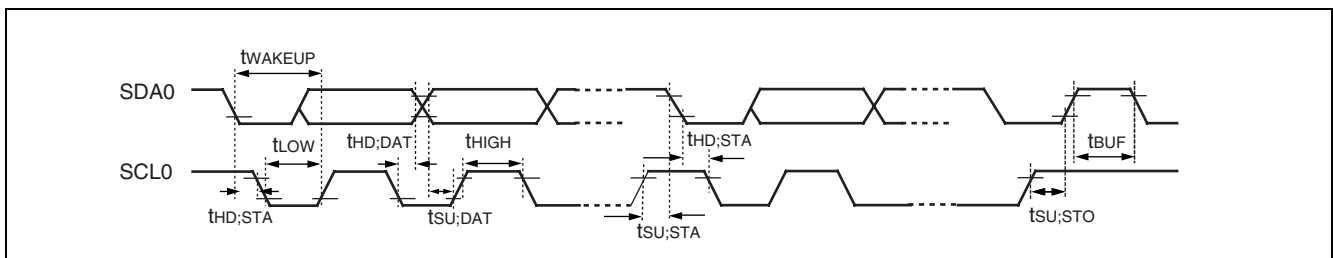 tWAKEUP
SDA0
tHD;DAT
tHD;STA
tLOW
tHIGH
tBUF
SCL0
tHD;STA
tSU;DAT
tSU;STA
tSU;STO